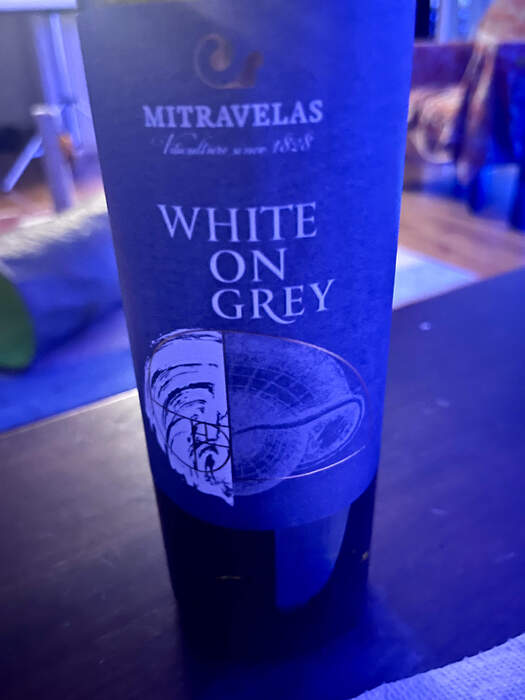 MITRAVELAS
Viticulture since 1828
WHITE
ON
GREY